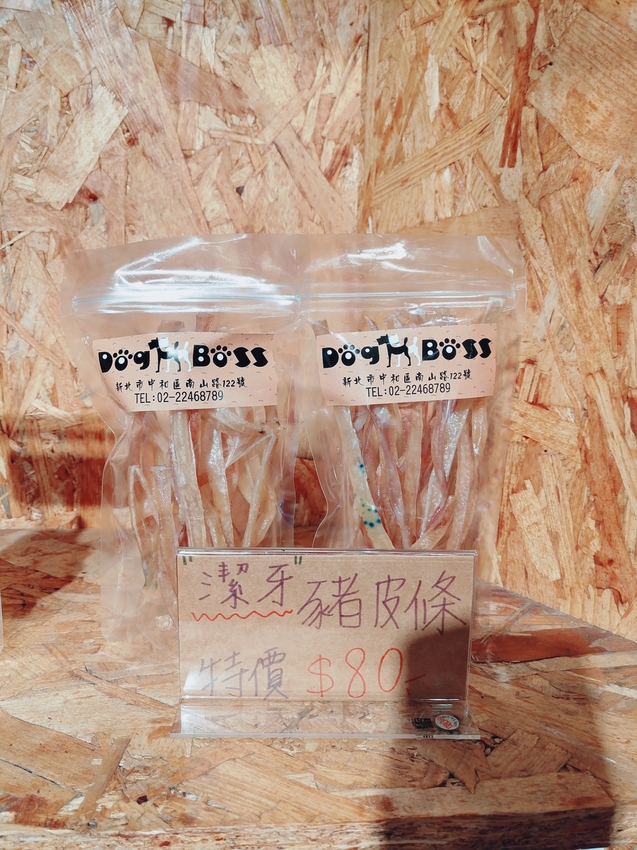 DOg BOSS
新北市中和區南山路122號
TEL:02-22468789
DOg BOSS
新北市中和區南山路122號
TEL:02-22468789
"潔牙"豬皮條
特價 $80-